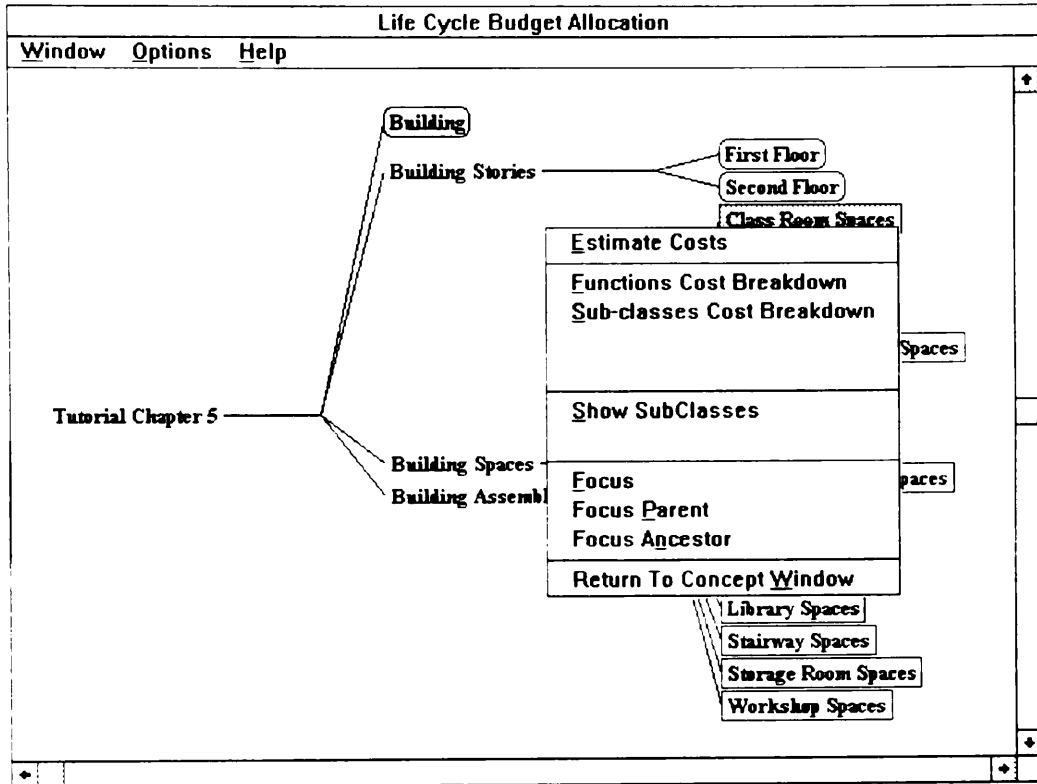 Life Cycle Budget Allocation
Window Options Help
Building
Building Stories
First Floor
Second Floor
Class Room Spaces
Estimate Costs
Functions Cost Breakdown
Sub-classes Cost Breakdown
Spaces
Show SubClasses
Tutorial Chapter 5
Building Spaces
Building Assembl
paces
Focus
Focus Parent
Focus Ancestor
Return To Concept Window
Library Spaces
Stairway Spaces
Storage Room Spaces
Workshop Spaces